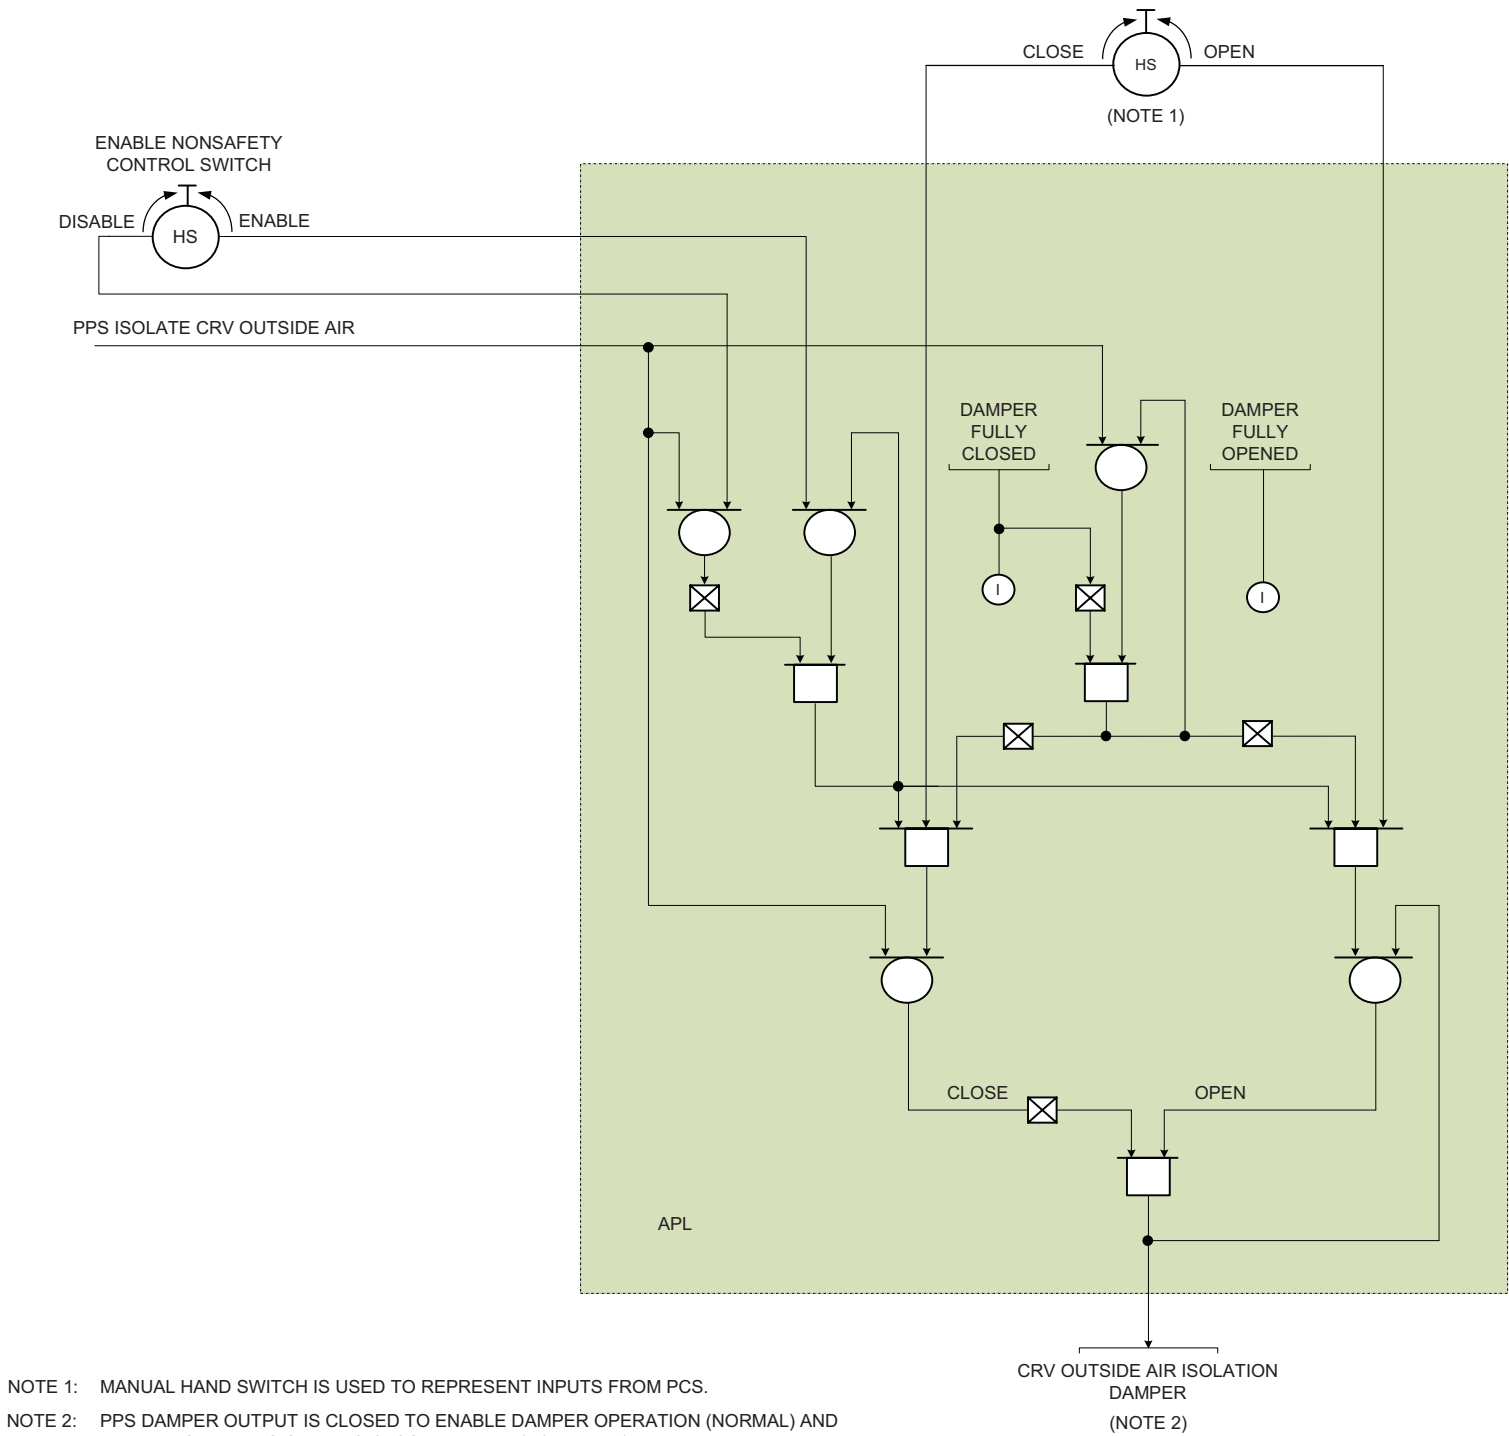 CLOSE
HS
OPEN
(NOTE 1)
ENABLE NONSAFETY
CONTROL SWITCH
DISABLE
HS
ENABLE
PPS ISOLATE CRV OUTSIDE AIR
DAMPER
FULLY
CLOSED
DAMPER
FULLY
OPENED
I
I
CLOSE
OPEN
APL
CRV OUTSIDE AIR ISOLATION
DAMPER
(NOTE 2)
NOTE 1: MANUAL HAND SWITCH IS USED TO REPRESENT INPUTS FROM PCS.
NOTE 2: PPS DAMPER OUTPUT IS CLOSED TO ENABLE DAMPER OPERATION (NORMAL) AND